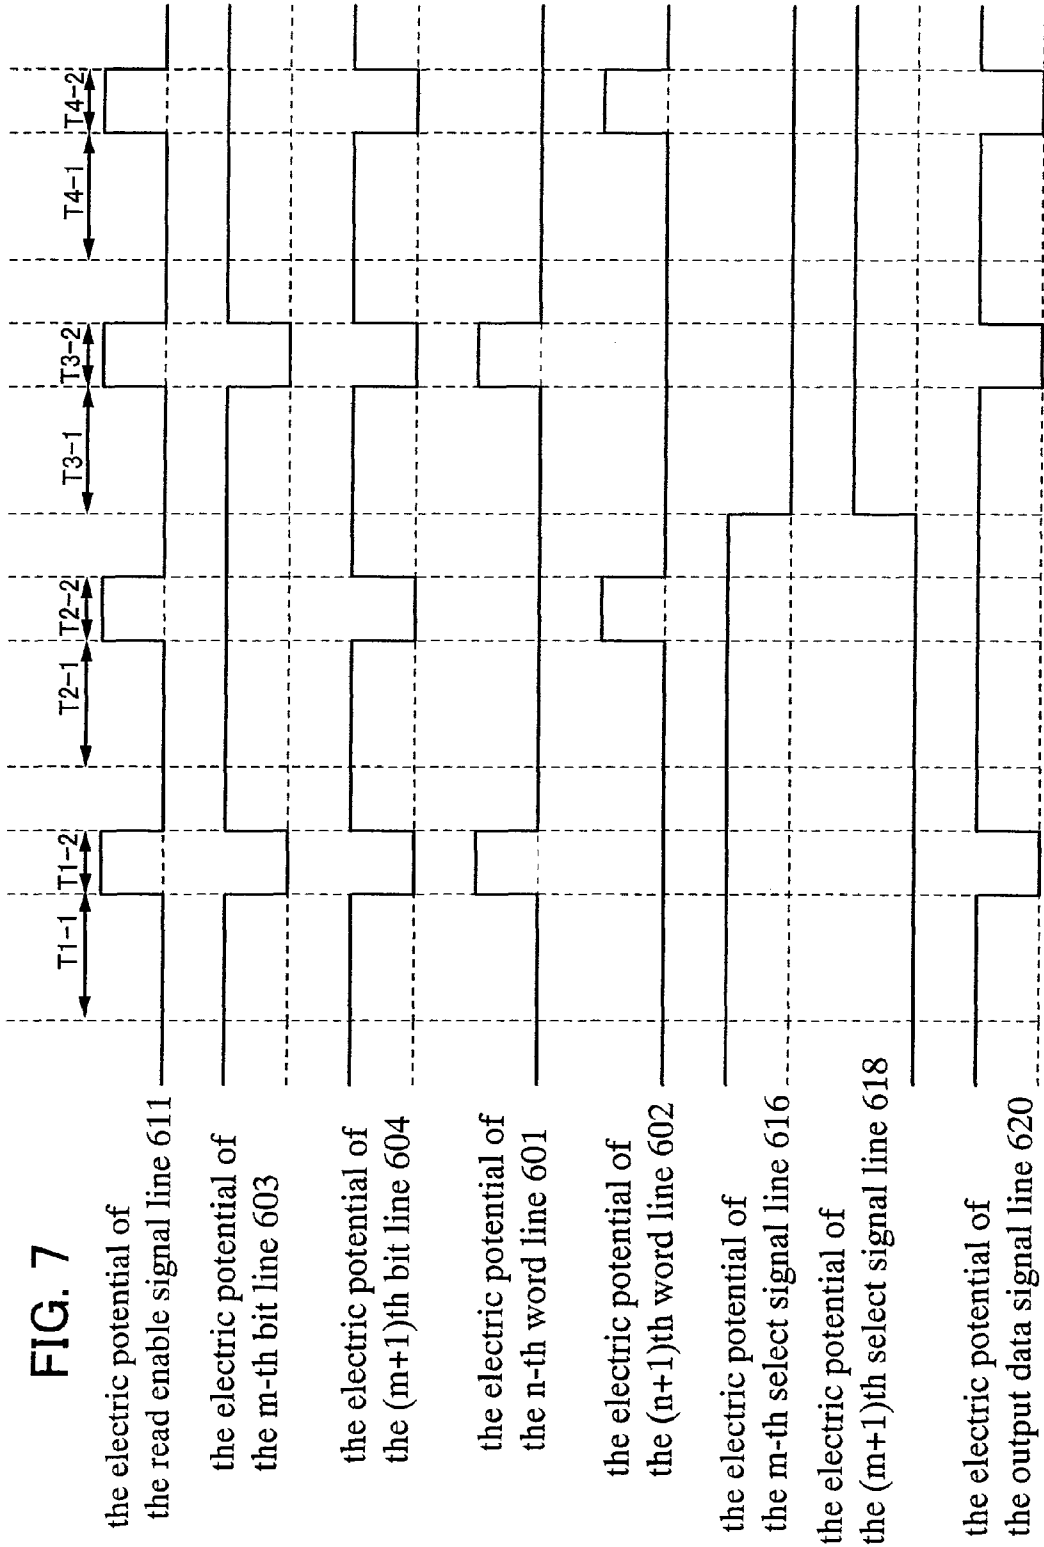 FIG. 7
T1-1 T1-2 T2-1 T2-2 T3-1 T3-2 T4-1 T4-2
the electric potential of
the read enable signal line 611
the electric potential of
the m-th bit line 603
the electric potential of
the (m+1)th bit line 604
the electric potential of
the n-th word line 601
the electric potential of
the (n+1)th word line 602
the electric potential of
the m-th select signal line 616
the electric potential of
the (m+1)th select signal line 618
the electric potential of
the output data signal line 620